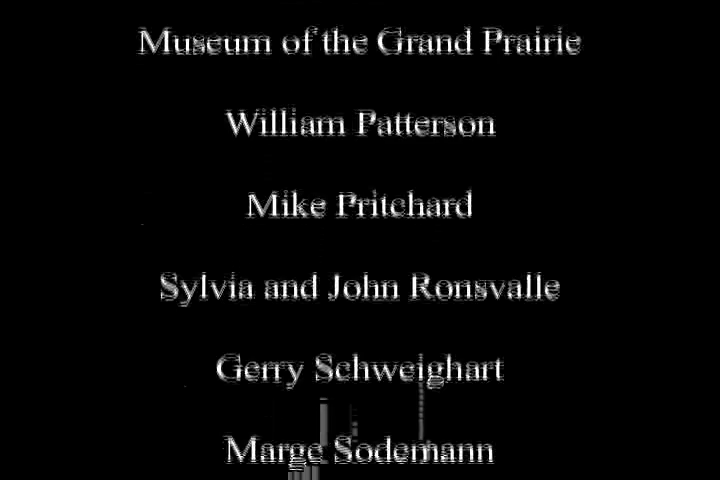 Museum of the Grand Prairie
William Patterson
Mike Pritchard
Sylvia and John Ronsvalle
Gerry Schweighart
Marge Sodemann